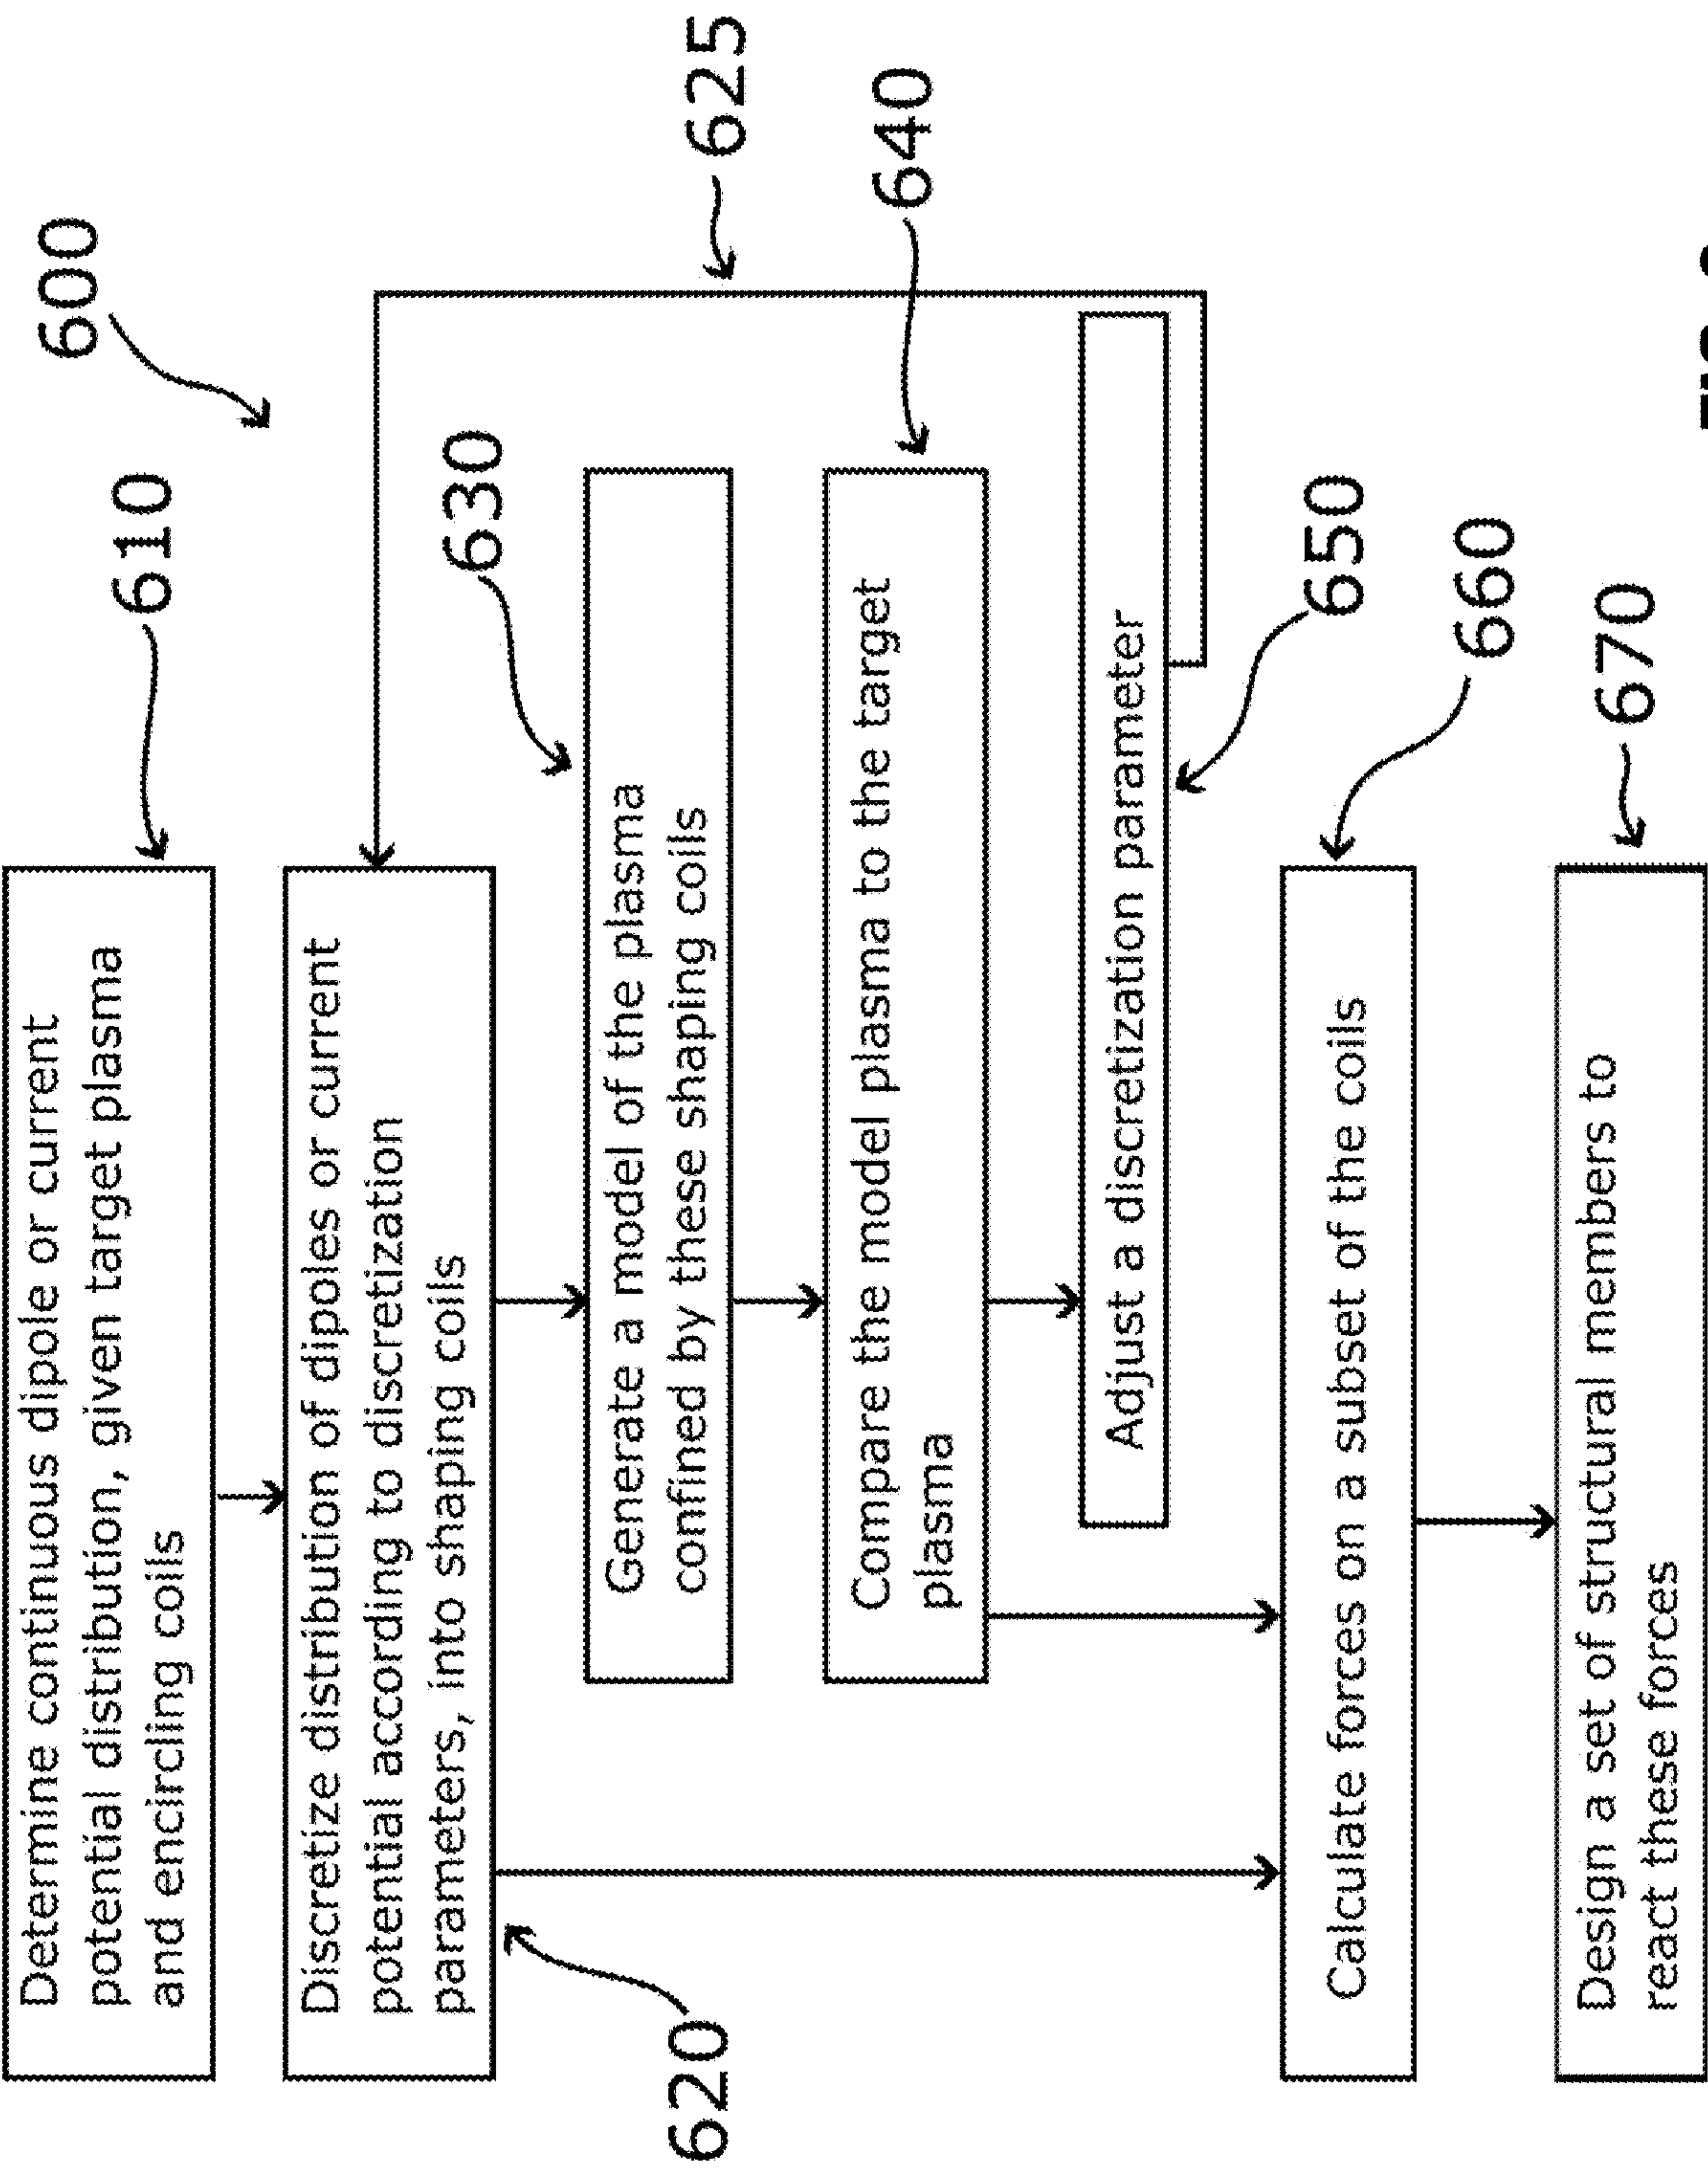 600
610
Determine continuous dipole or current
potential distribution, given target plasma
and encircling coils
620
Discretize distribution of dipoles or current
potential according to discretization
parameters, into shaping coils
625
630
Generate a model of the plasma
confined by these shaping coils
640
Compare the model plasma to the target
plasma
Adjust a discretization parameter
650
660
Calculate forces on a subset of the coils
670
Design a set of structural members to
react these forces